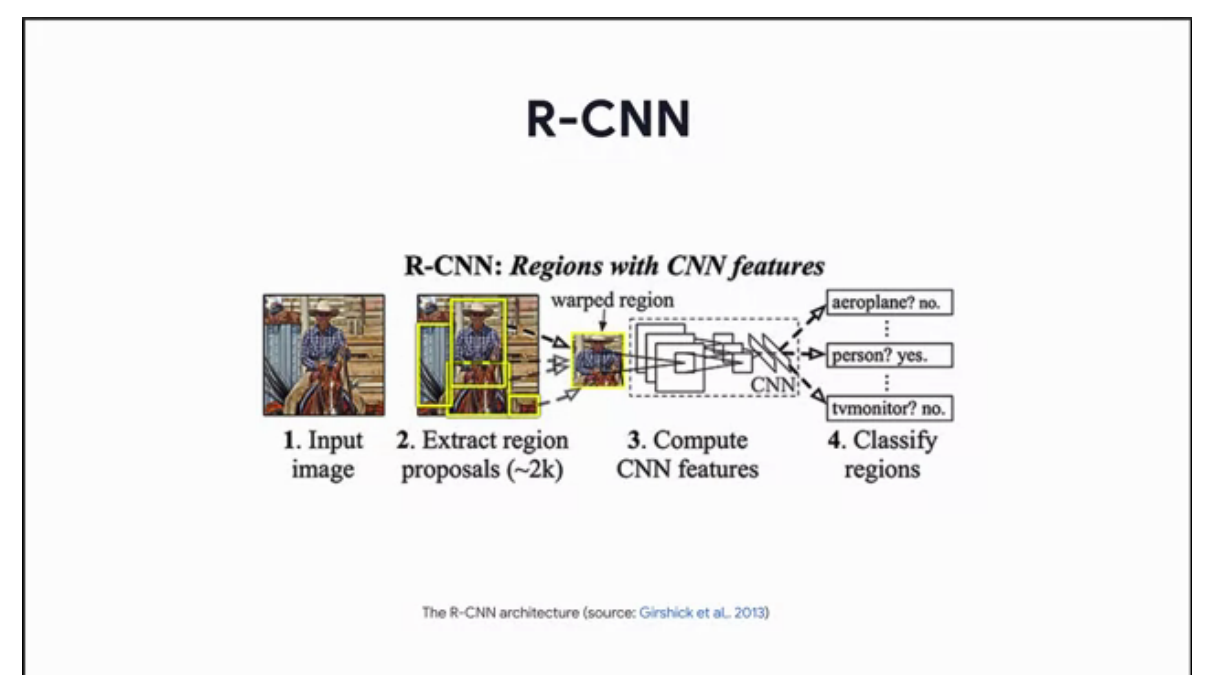 R-CNN
R-CNN: Regions with CNN features
warped region
aeroplane? no.
person? yes.
CNN
tvmonitor? no.
1. Input
image
2. Extract region
proposals (~2k)
3. Compute
CNN features
4. Classify
regions
The R-CNN architecture (source: Girshick et al,. 2013)